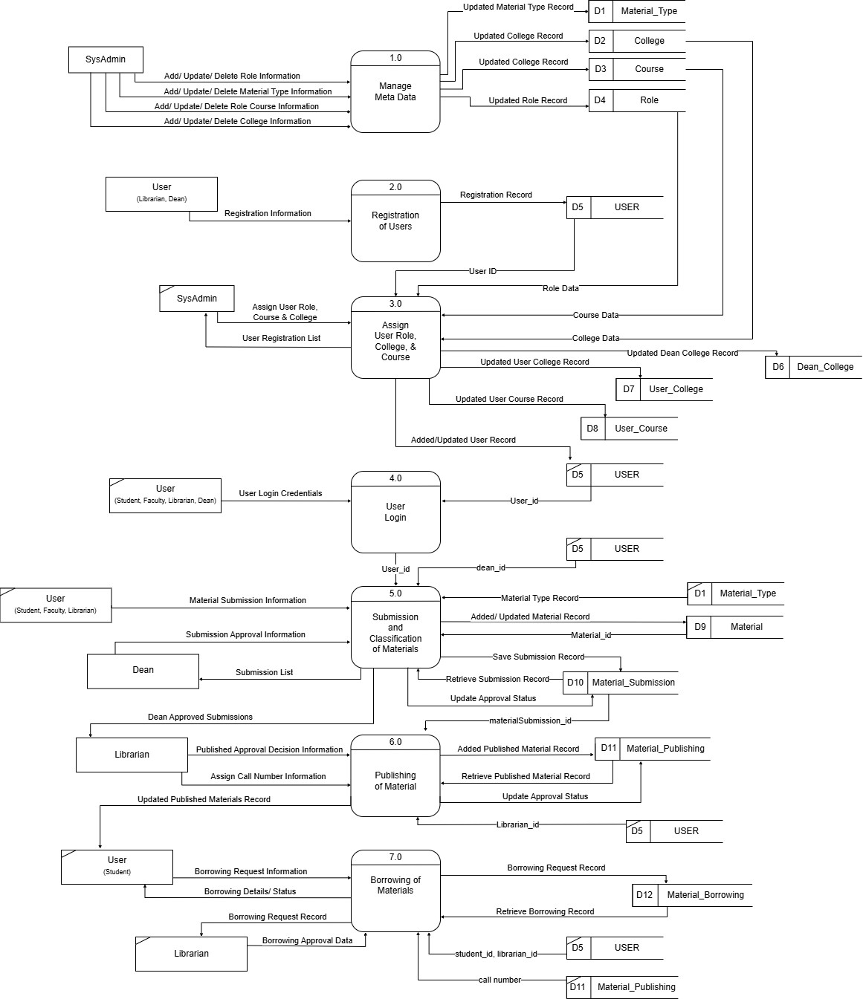 Updated Material Type Record
D1
Material_Type
Updated College Record
D2
College
SysAdmin
1.0
Manage
Meta Data
Updated College Record
D3
Course
Add/ Update/ Delete Role Information
Add/ Update/ Delete Material Type Information
Updated Role Record
D4
Role
Add/ Update/ Delete Role Course Information
Add/ Update/ Delete College Information
User
(Librarian, Dean)
2.0
Registration
of Users
Registration Record
D5
USER
Registration Information
User ID
Role Data
SysAdmin
3.0
Assign
User Role,
College, &
Course
Assign User Role,
Course & College
Course Data
User Registration List
College Data
Updated Dean College Record
D6
Dean_College
Updated User College Record
D7
User_College
Updated User Course Record
D8
User_Course
Added/Updated User Record
D5
USER
4.0
User
Login
User
(Student, Faculty, Librarian, Dean)
User Login Credentials
User_id
D5
USER
User_id
dean_id
User
(Student, Faculty, Librarian)
5.0
Submission
and
Classification
of Materials
Material Submission Information
Material Type Record
D1
Material_Type
Added/ Updated Material Record
D9
Material
Submission Approval Information
Material_id
Dean
Submission List
Save Submission Record
Retrieve Submission Record
D10
Material_Submission
Update Approval Status
Dean Approved Submissions
materialSubmission_id
Librarian
6.0
Publishing
of Material
Published Approval Decision Information
Added Published Material Record
D11
Material_Publishing
Assign Call Number Information
Retrieve Published Material Record
Updated Published Materials Record
Update Approval Status
Librarian_id
D5
USER
User
(Student)
7.0
Borrowing of
Materials
Borrowing Request Information
Borrowing Request Record
Borrowing Details/ Status
D12
Material_Borrowing
Borrowing Request Record
Retrieve Borrowing Record
Librarian
Borrowing Approval Data
student_id, librarian_id
D5
USER
call number
D11
Material_Publishing